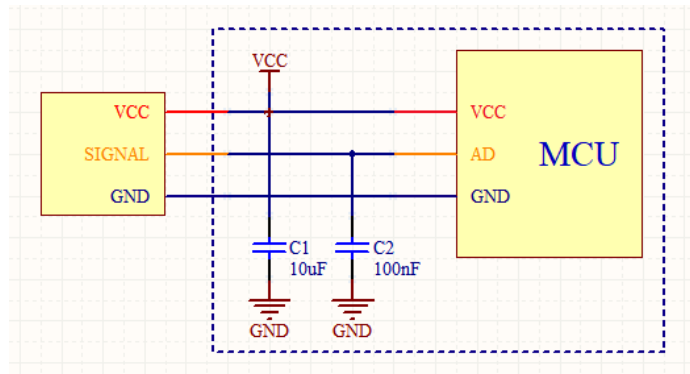 VCC
VCC
VCC
SIGNAL
AD
MCU
GND
GND
C1
C2
10uF
100nF
GND
GND